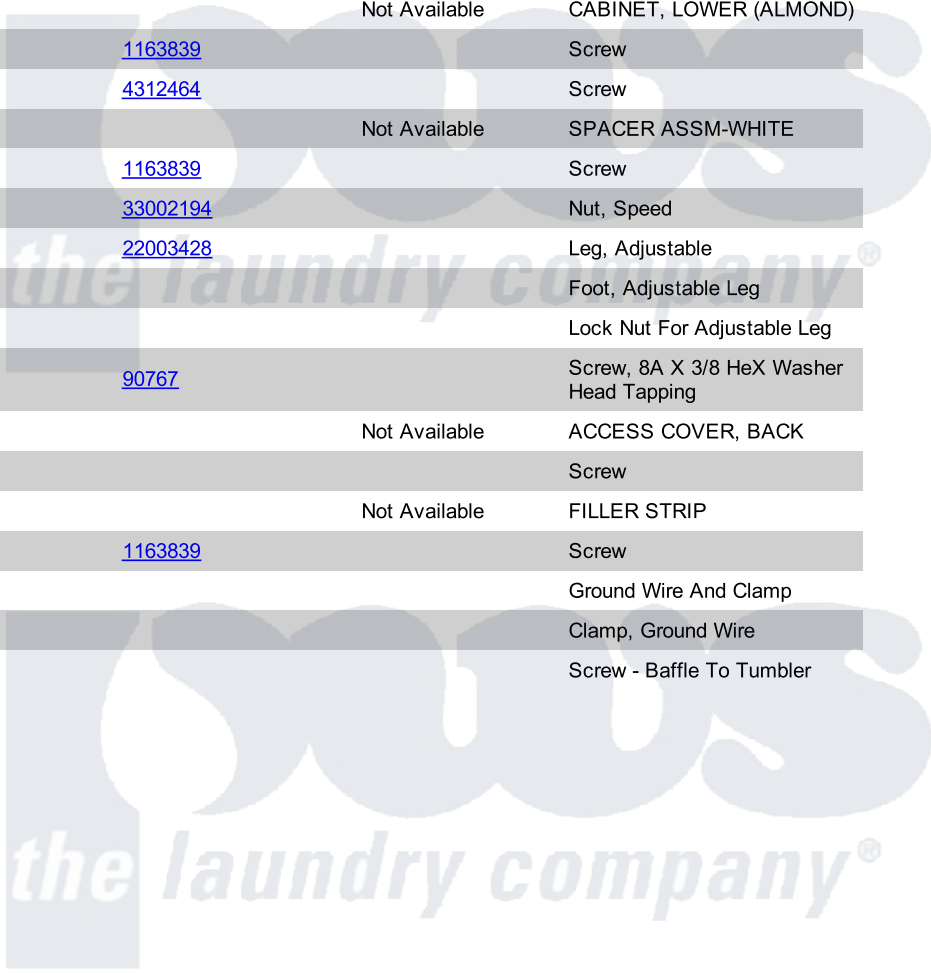 Not Available CABINET, LOWER (ALMOND)
1163839 Screw
4312464 Screw
Not Available SPACER ASSM-WHITE
1163839 Screw
33002194 Nut, Speed
22003428 Leg, Adjustable
Foot, Adjustable Leg
Lock Nut For Adjustable Leg
90767 Screw, 8A X 3/8 HeX Washer
Head Tapping
Not Available ACCESS COVER, BACK
Screw
Not Available FILLER STRIP
1163839 Screw
Ground Wire And Clamp
Clamp, Ground Wire
Screw - Baffle To Tumbler
pws
the laundry company®
pws
the laundry company®